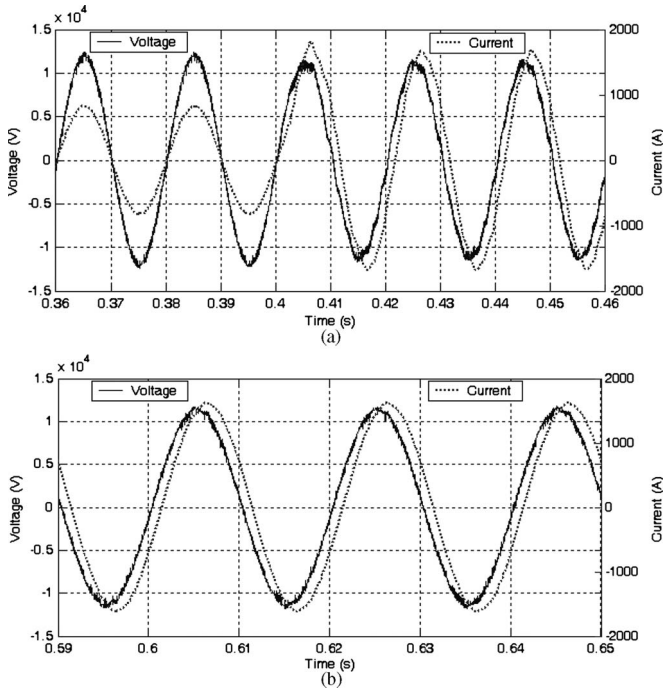 × 10⁴
1.5
1
0.5
0
-0.5
-1
-1.5
Voltage (V)
Voltage
Current
2000
1000
0
-1000
-2000
Current (A)
0.36 0.37 0.38 0.39 0.4 0.41 0.42 0.43 0.44 0.45 0.46
Time (s)
(a)
× 10⁴
1.5
1
0.5
0
-0.5
-1
-1.5
Voltage (V)
Voltage
Current
2000
1000
0
-1000
-2000
Current (A)
0.59 0.6 0.61 0.62 0.63 0.64 0.65
Time (s)
(b)